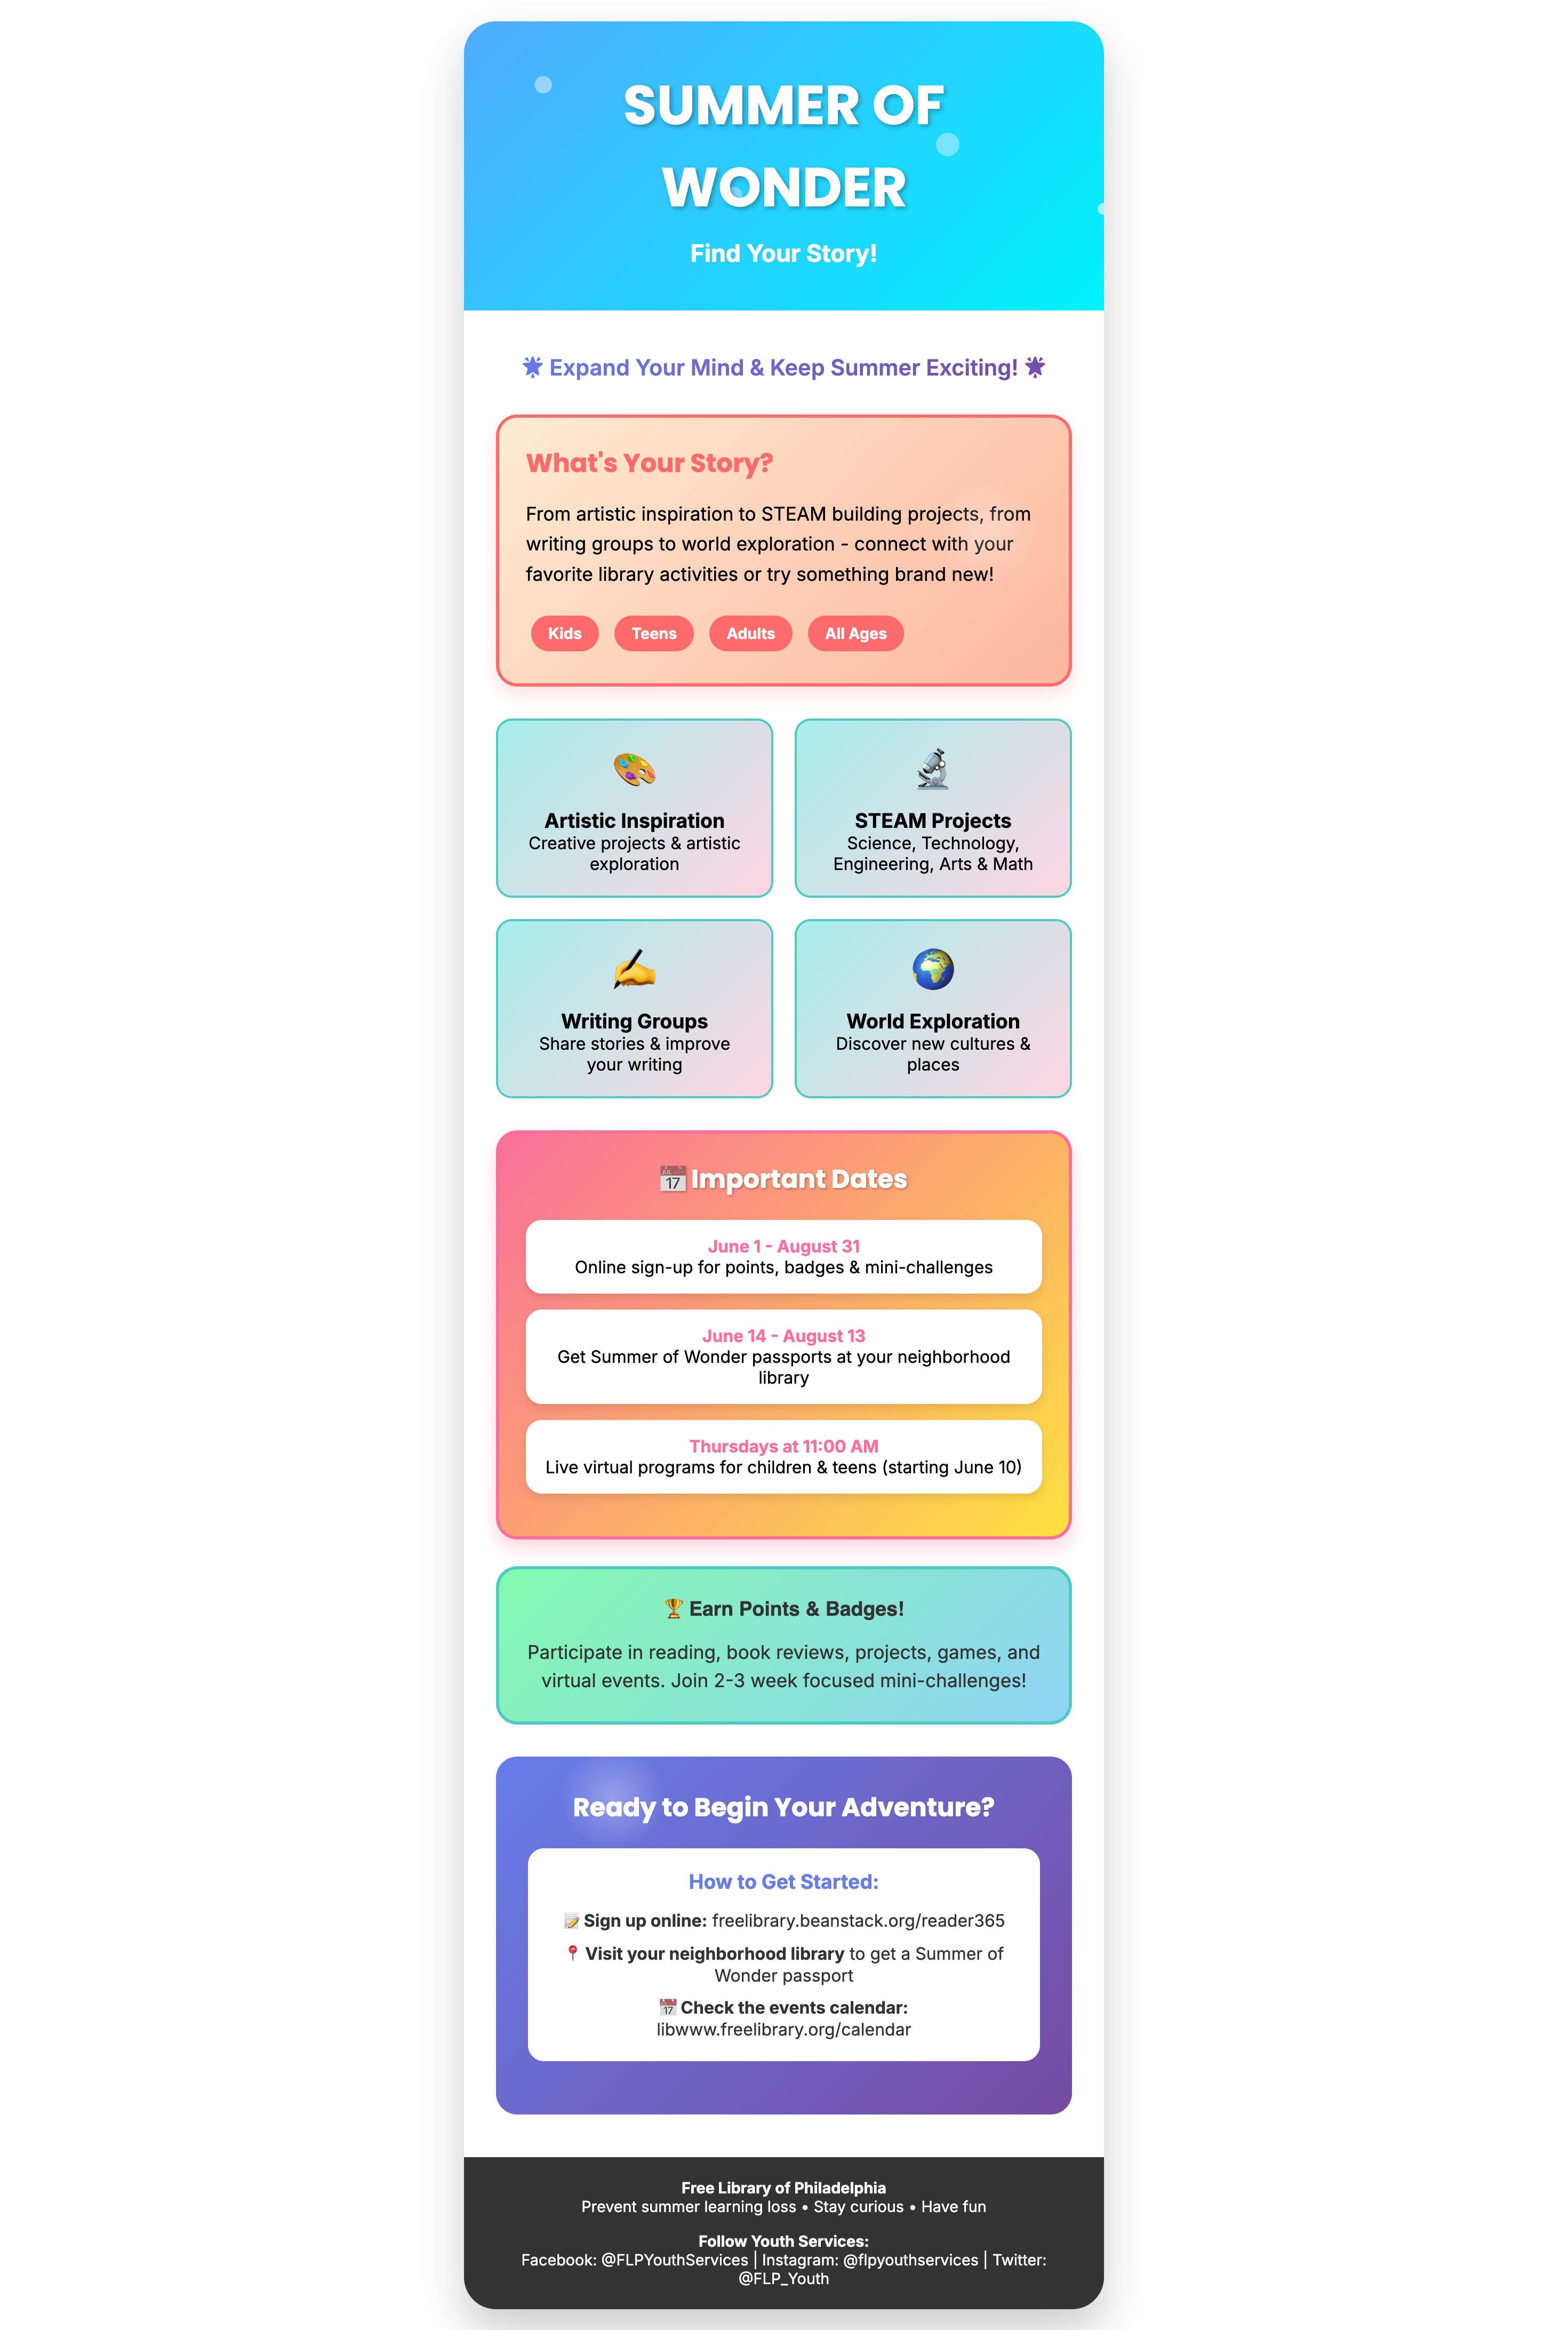 SUMMER OF
WONDER
Find Your Story!
🌟 Expand Your Mind & Keep Summer Exciting! 🌟
What's Your Story?
From artistic inspiration to STEAM building projects, from
writing groups to world exploration - connect with your
favorite library activities or try something brand new!
Kids Teens Adults All Ages
Artistic Inspiration
Creative projects & artistic
exploration
STEAM Projects
Science, Technology,
Engineering, Arts & Math
Writing Groups
Share stories & improve
your writing
World Exploration
Discover new cultures &
places
📅 Important Dates
June 1 - August 31
Online sign-up for points, badges & mini-challenges
June 14 - August 13
Get Summer of Wonder passports at your neighborhood
library
Thursdays at 11:00 AM
Live virtual programs for children & teens (starting June 10)
🏆 Earn Points & Badges!
Participate in reading, book reviews, projects, games, and
virtual events. Join 2-3 week focused mini-challenges!
Ready to Begin Your Adventure?
How to Get Started:
📝 Sign up online: freelibrary.beanstack.org/reader365
📍 Visit your neighborhood library to get a Summer of
Wonder passport
📅 Check the events calendar:
libwww.freelibrary.org/calendar
Free Library of Philadelphia
Prevent summer learning loss • Stay curious • Have fun
Follow Youth Services:
Facebook: @FLPYouthServices | Instagram: @flpyouthservices | Twitter:
@FLP_Youth